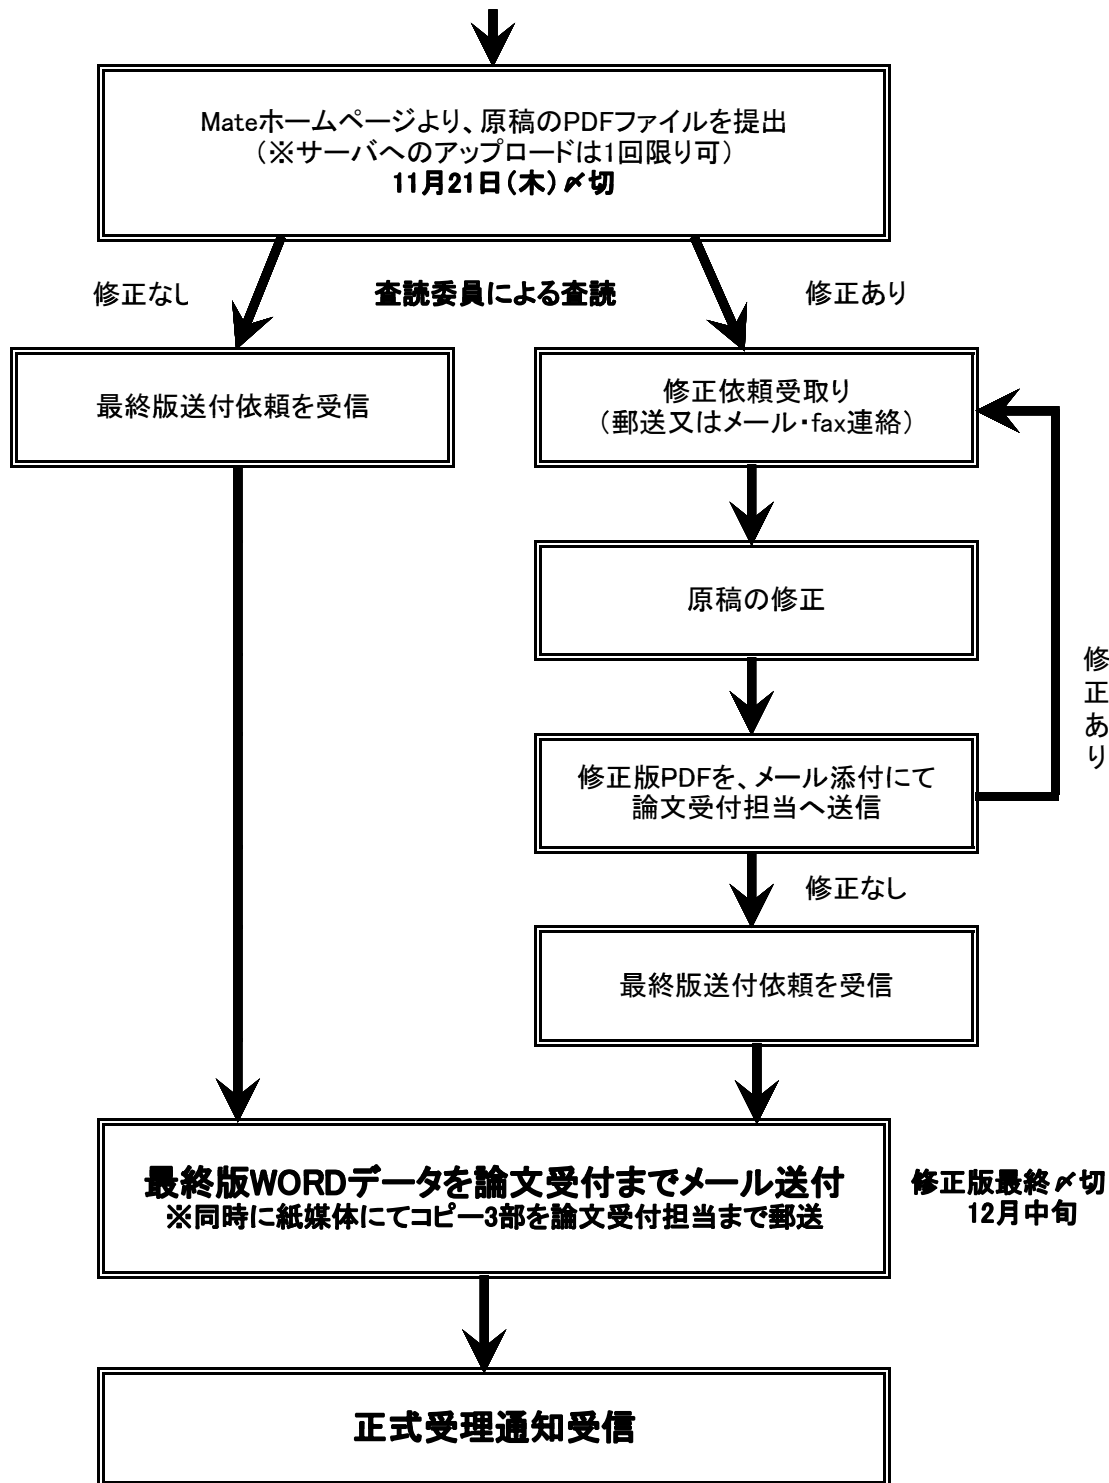 Mateホームページより、原稿のPDFファイルを提出
（※サーバへのアップロードは1回限り可）
11月21日（木）〆切
修正なし
査読委員による査読
修正あり
最終版送付依頼を受信
修正依頼受取り
（郵送又はメール・fax連絡）
原稿の修正
修正あり
修正版PDFを、メール添付にて
論文受付担当へ送信
修正なし
最終版送付依頼を受信
最終版WORDデータを論文受付までメール送付
※同時に紙媒体にてコピー3部を論文受付担当まで郵送
修正版最終〆切
12月中旬
正式受理通知受信